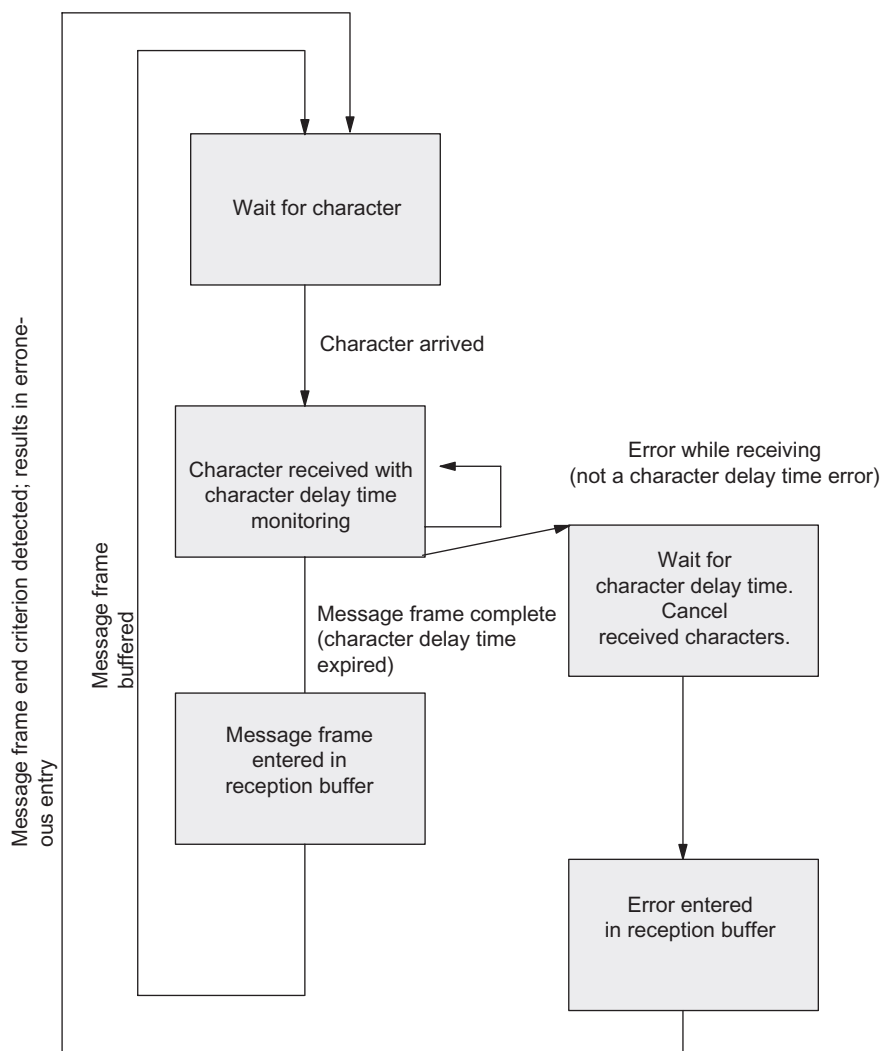 Wait for character
Character arrived
Character received with
character delay time
monitoring
Error while receiving
(not a character delay time error)
Wait for
character delay time.
Cancel
received characters.
Message frame complete
(character delay time
expired)
Message frame
entered in
reception buffer
Error entered
in reception buffer
Message frame
buffered
Message frame end criterion detected; results in errone-
ous entry